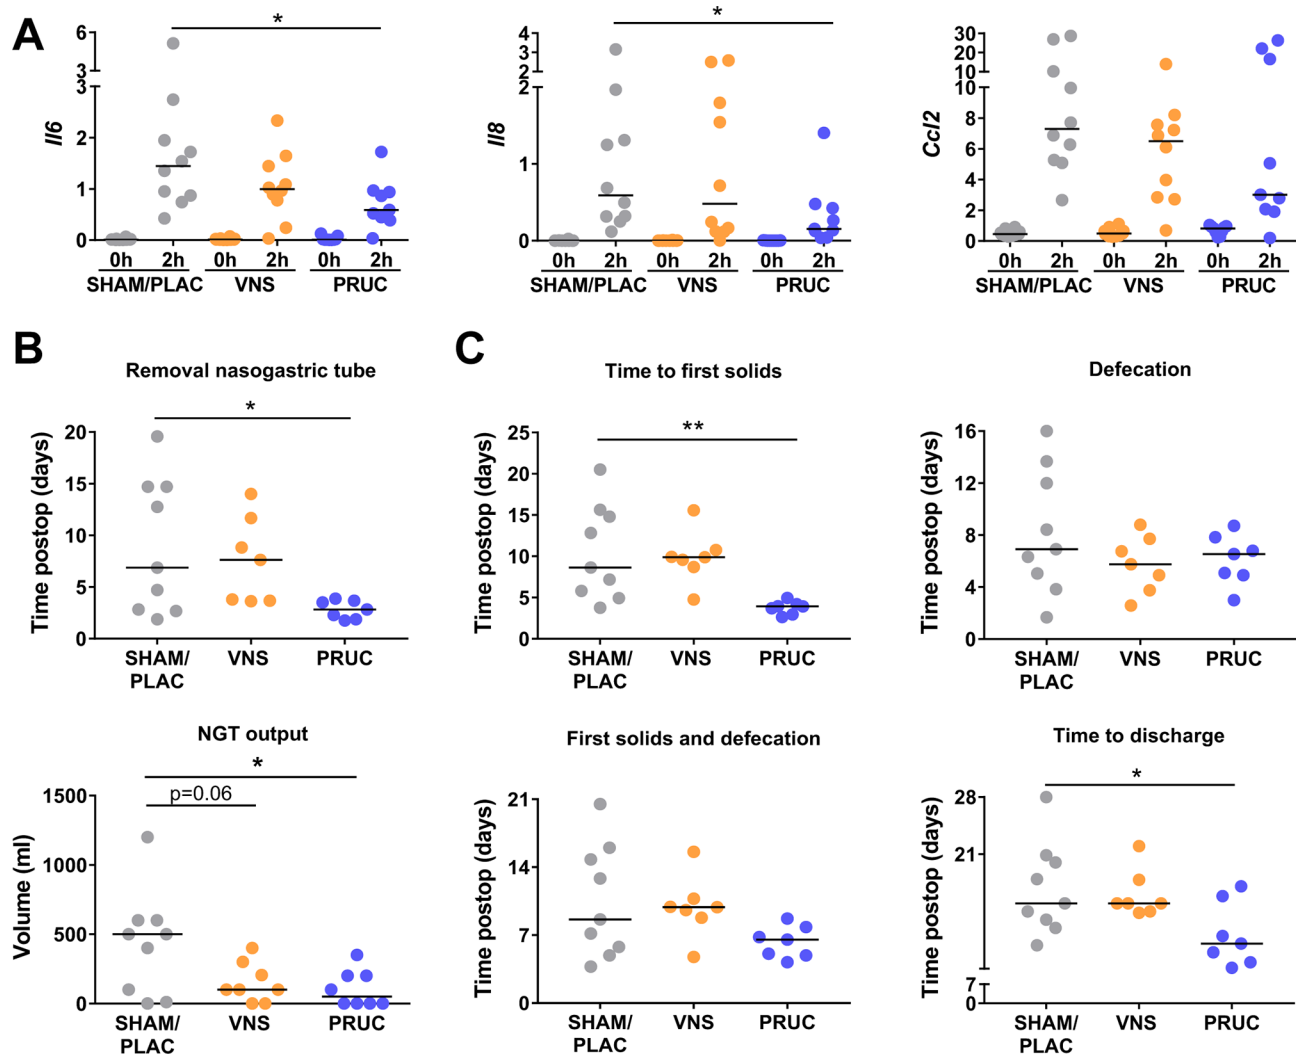 A
*
Il6
6
3
3
2
1
0
0h 2h 0h 2h 0h 2h
SHAM/PLAC VNS PRUC
*
Il8
4
3
2
2
1
0
0h 2h 0h 2h 0h 2h
SHAM/PLAC VNS PRUC
Ccl2
30
20
10
10
8
6
4
2
0
0h 2h 0h 2h 0h 2h
SHAM/PLAC VNS PRUC
B
Removal nasogastric tube
*
Time postop (days)
20
15
10
5
0
SHAM/ VNS PRUC
PLAC
NGT output
*
p=0.06
Volume (ml)
1500
1000
500
0
SHAM/ VNS PRUC
PLAC
C
Time to first solids
**
Time postop (days)
25
20
15
10
5
0
SHAM/ VNS PRUC
PLAC
Defecation
Time postop (days)
16
12
8
4
0
SHAM/ VNS PRUC
PLAC
First solids and defecation
Time postop (days)
21
14
7
0
SHAM/ VNS PRUC
PLAC
Time to discharge
*
Time postop (days)
28
21
7
0
SHAM/ VNS PRUC
PLAC